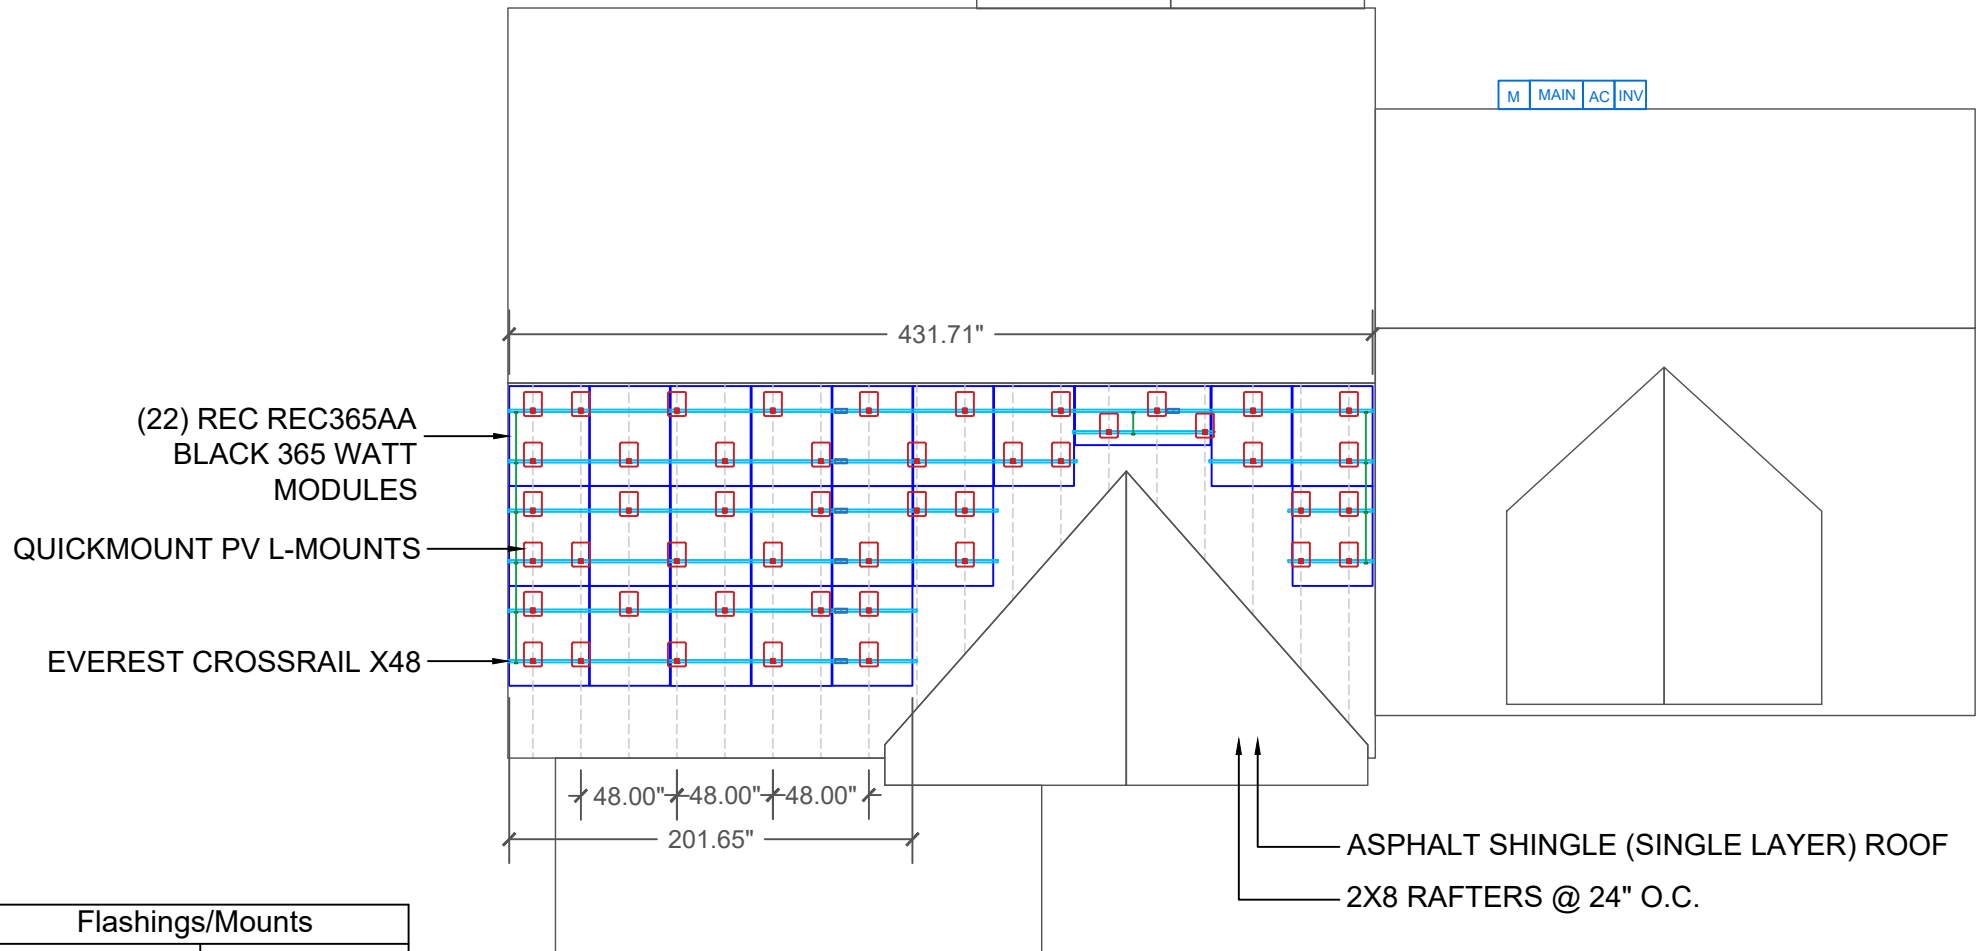 M MAIN AC INV
431.71"
(22) REC REC365AA
BLACK 365 WATT
MODULES
QUICKMOUNT PV L-MOUNTS
EVEREST CROSSRAIL X48
48.00" 48.00" 48.00"
201.65"
ASPHALT SHINGLE (SINGLE LAYER) ROOF
2X8 RAFTERS @ 24" O.C.
Flashings/Mounts